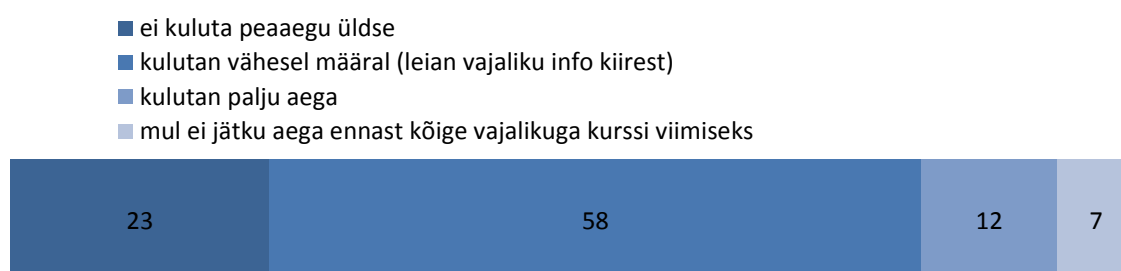 ei kuluta peaaegu üldse
kulutan vähesel määral (leian vajaliku info kiirest)
kulutan palju aega
mul ei jätku aega ennast kõige vajalikuga kurssi viimiseks
23 58 12 7